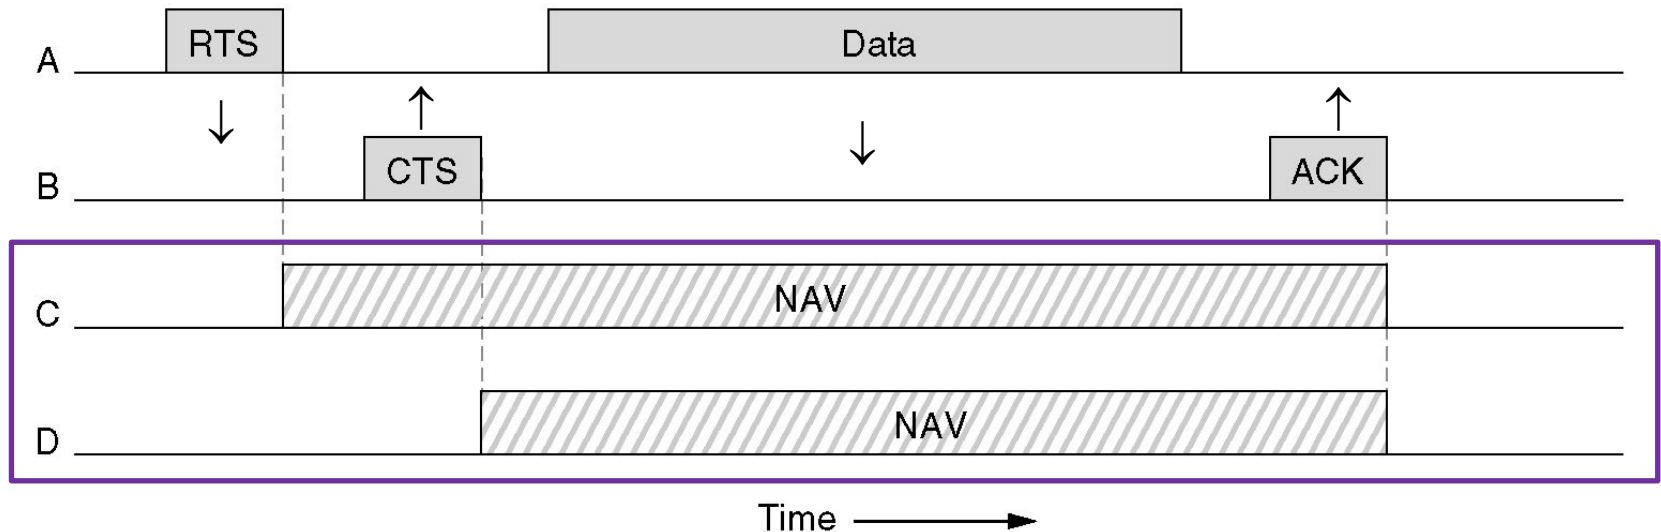 A RTS Data
B CTS ACK
C NAV
D NAV
Time